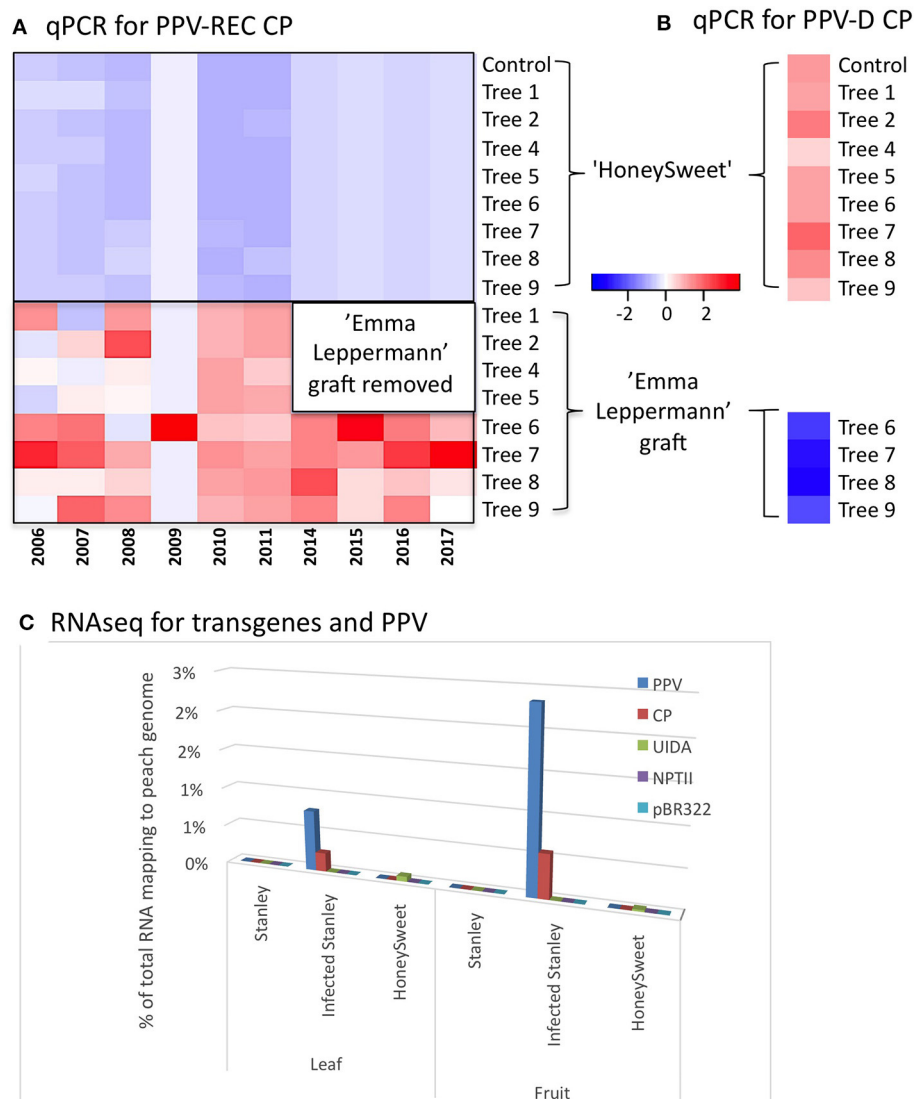 A qPCR for PPV-REC CP
B qPCR for PPV-D CP
Control
Tree 1
Tree 2
Tree 4
Tree 5
Tree 6
Tree 7
Tree 8
Tree 9
'HoneySweet'
Control
Tree 1
Tree 2
Tree 4
Tree 5
Tree 6
Tree 7
Tree 8
Tree 9
-2 0 2
’Emma
Leppermann’
graft removed
Tree 1
Tree 2
Tree 4
Tree 5
Tree 6
Tree 7
Tree 8
Tree 9
’Emma
Leppermann’
graft
Tree 6
Tree 7
Tree 8
Tree 9
2006 2007 2008 2009 2010 2011 2014 2015 2016 2017
C RNAseq for transgenes and PPV
% of total RNA mapping to peach genome
3%
2%
2%
1%
1%
0%
PPV
CP
UIDA
NPTII
pBR322
Stanley
Infected Stanley
HoneySweet
Stanley
Infected Stanley
HoneySweet
Leaf
Fruit